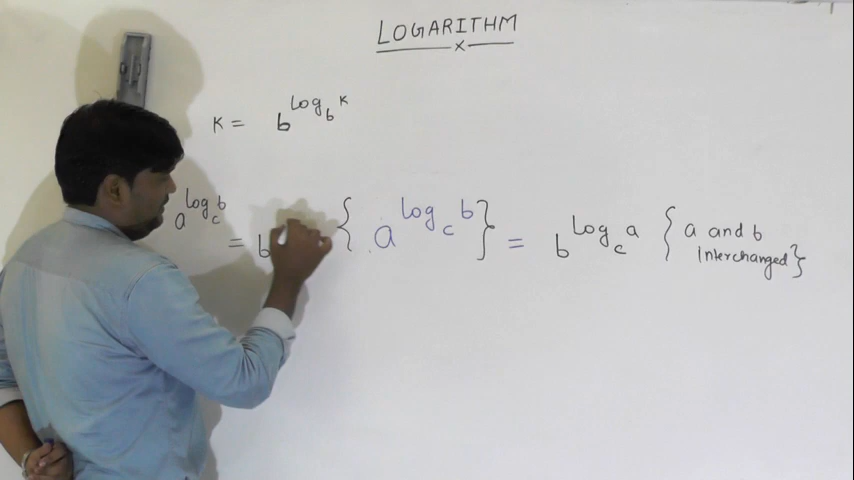 LOGARITHM
x
K = b^log_b K
a^log_c b = b { a^log_c b } = b^log_c a { a and b
Interchanged }